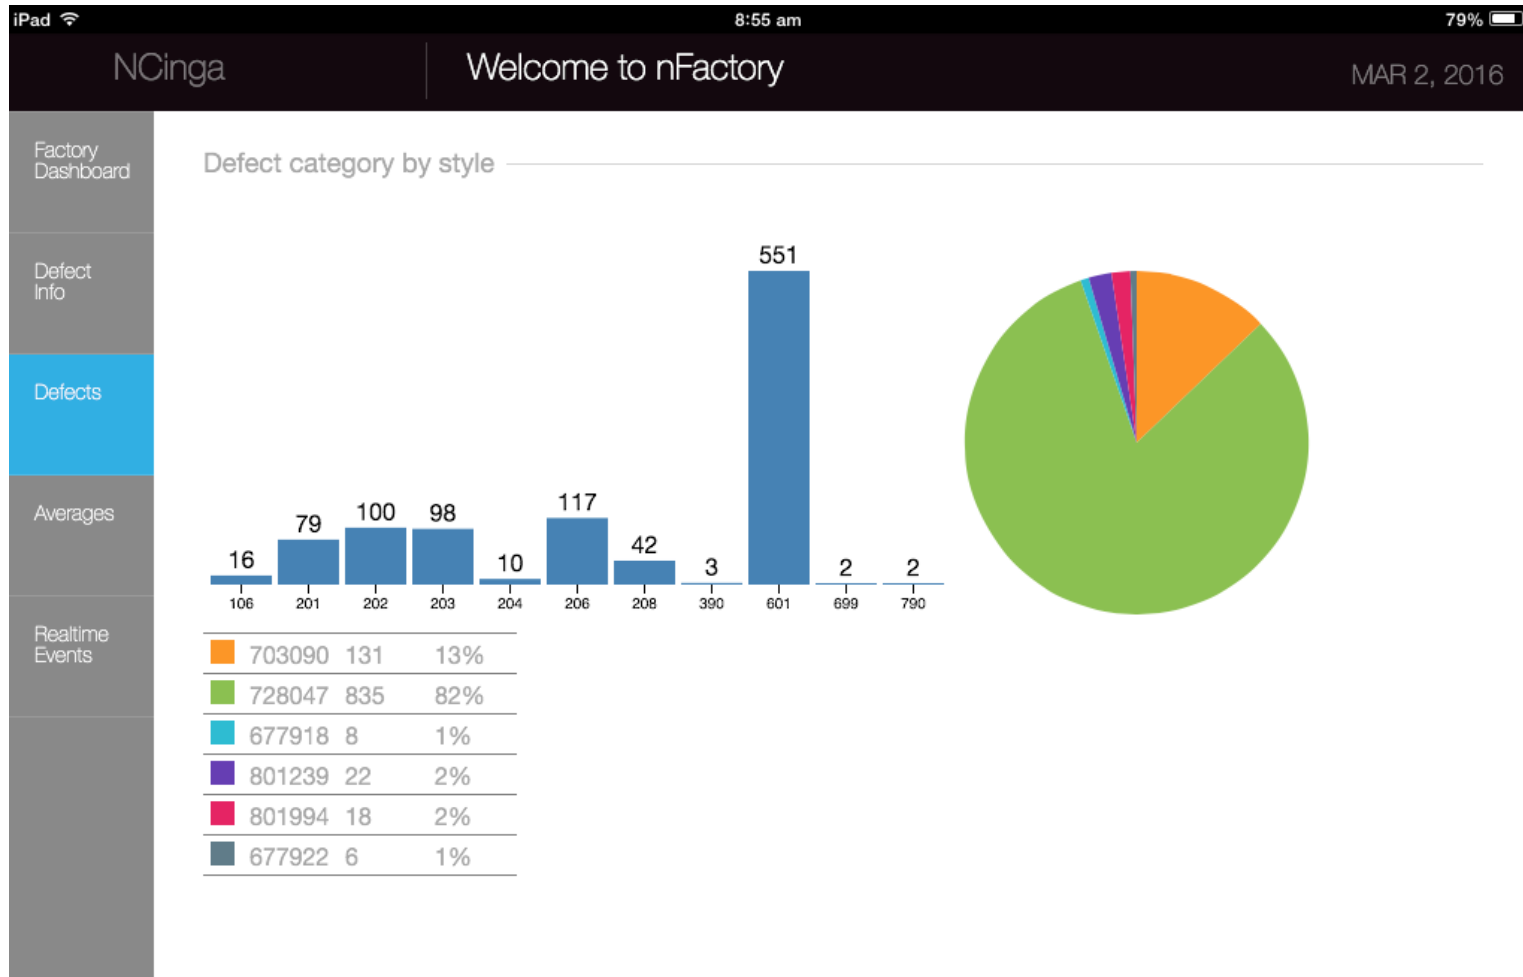 iPad
8:55 am
79%
NCinga
Welcome to nFactory
MAR 2, 2016
Factory
Dashboard
Defect
Info
Defects
Averages
Realtime
Events
Defect category by style
16
79
100
98
10
117
42
3
551
2
2
106
201
202
203
204
206
208
390
601
699
790
703090 131 13%
728047 835 82%
677918 8 1%
801239 22 2%
801994 18 2%
677922 6 1%